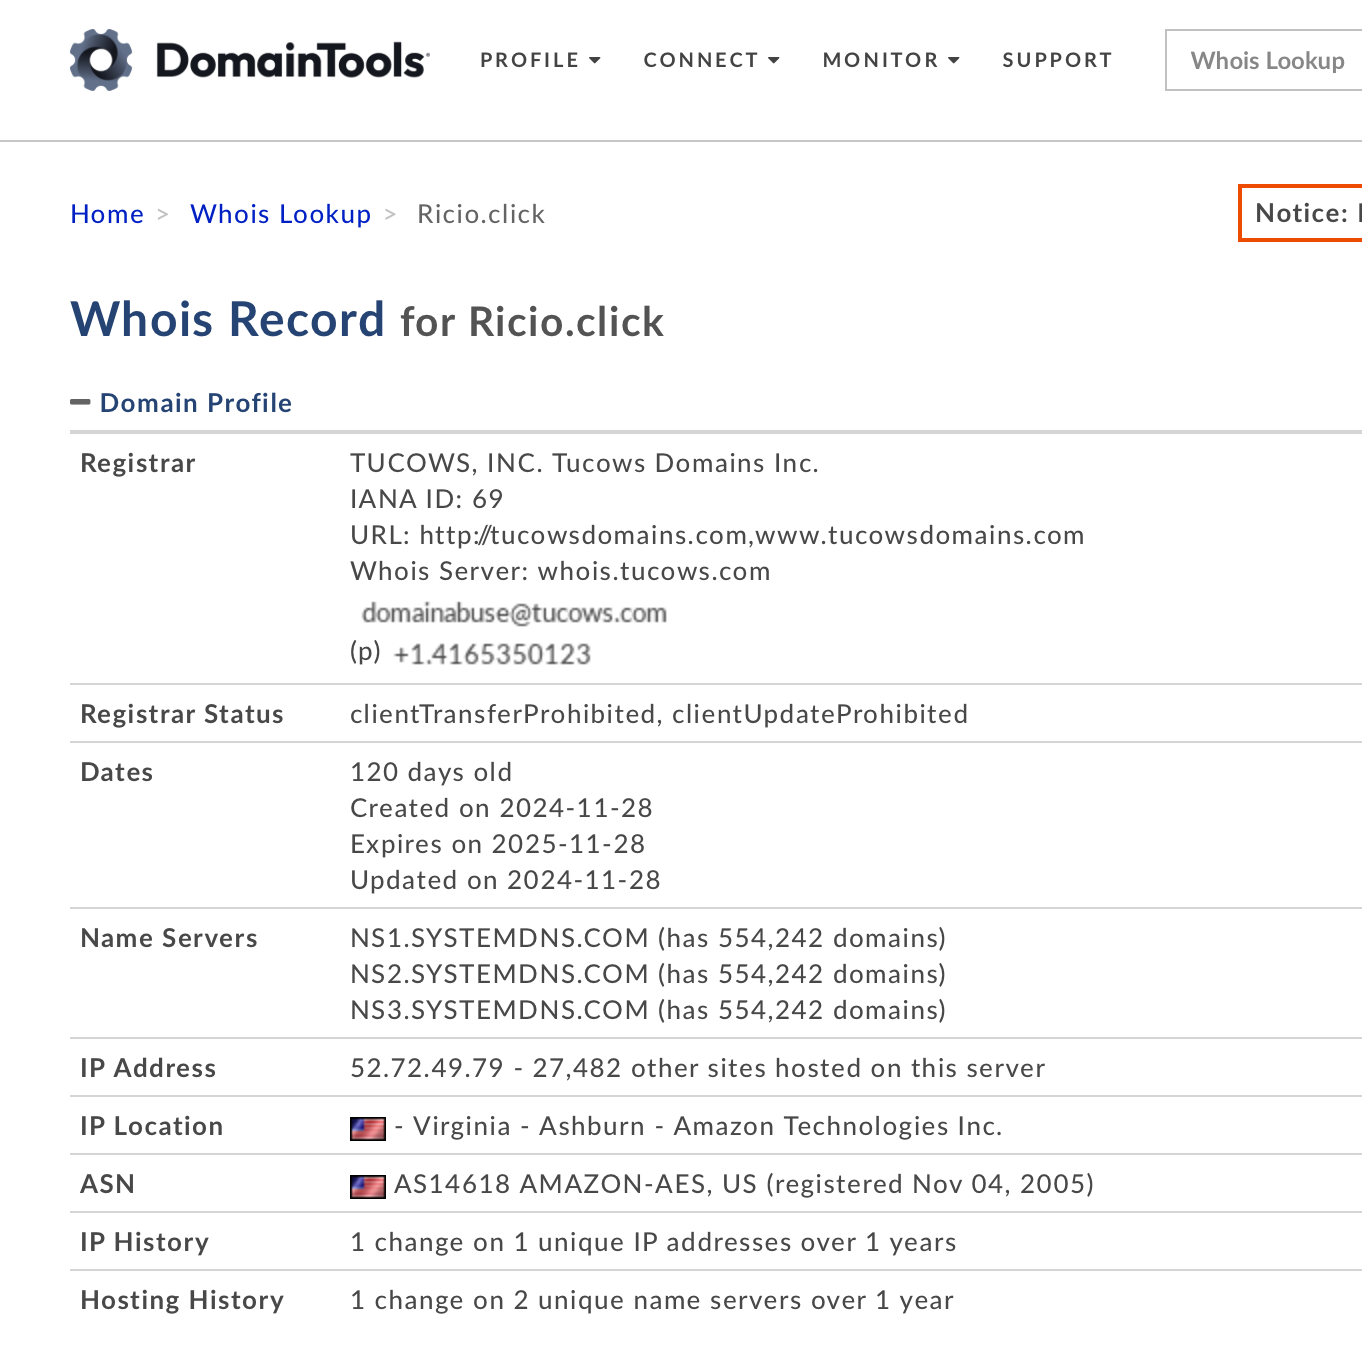 DomainTools PROFILE CONNECT MONITOR SUPPORT Whois Lookup
Home > Whois Lookup > Ricio.click
Notice:
Whois Record for Ricio.click
Domain Profile
Registrar TUCOWS, INC. Tucows Domains Inc.
IANA ID: 69
URL: http://tucowsdomains.com,www.tucowsdomains.com
Whois Server: whois.tucows.com
domainabuse@tucows.com
(p) +1.4165350123
Registrar Status clientTransferProhibited, clientUpdateProhibited
Dates 120 days old
Created on 2024-11-28
Expires on 2025-11-28
Updated on 2024-11-28
Name Servers NS1.SYSTEMDNS.COM (has 554,242 domains)
NS2.SYSTEMDNS.COM (has 554,242 domains)
NS3.SYSTEMDNS.COM (has 554,242 domains)
IP Address 52.72.49.79 - 27,482 other sites hosted on this server
IP Location - Virginia - Ashburn - Amazon Technologies Inc.
ASN AS14618 AMAZON-AES, US (registered Nov 04, 2005)
IP History 1 change on 1 unique IP addresses over 1 years
Hosting History 1 change on 2 unique name servers over 1 year